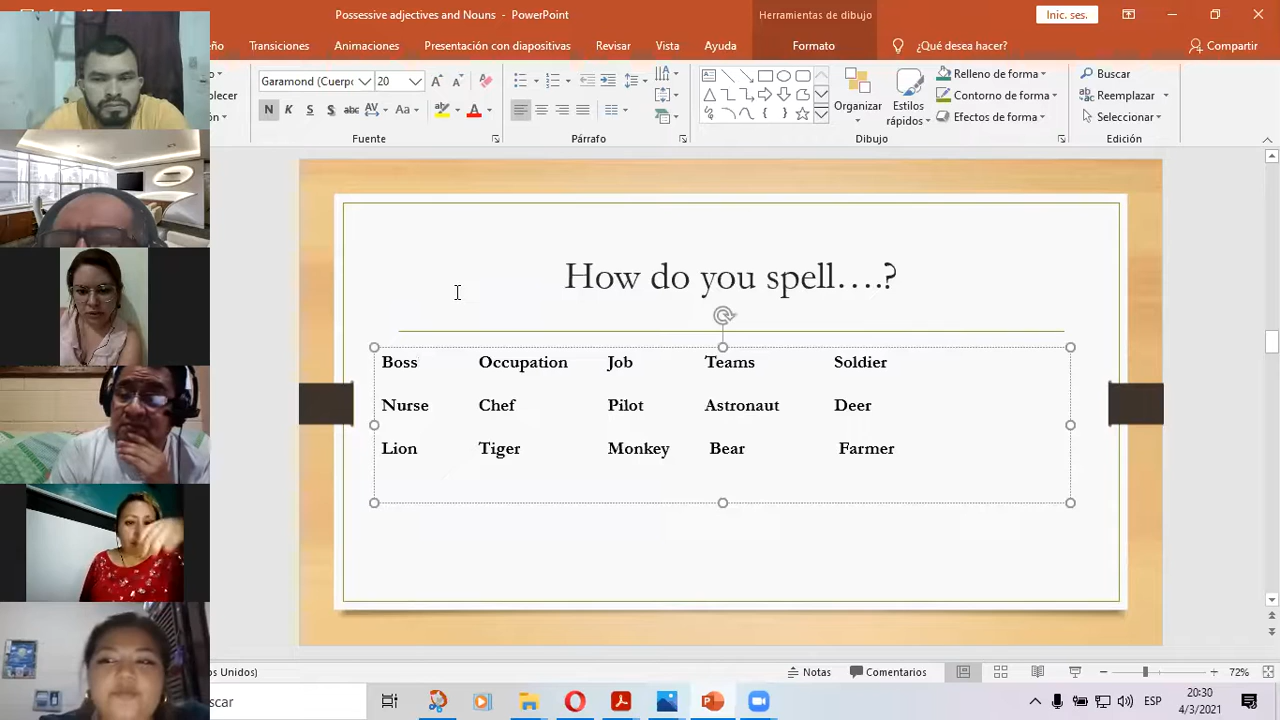 Possessive adjectives and Nouns - PowerPoint
Herramientas de dibujo
Inic. ses.
Transiciones Animaciones Presentación con diapositivas Revisar Vista Ayuda Formato ¿Qué desea hacer? Compartir
Garamond (Cuerpo 20
Relleno de forma Buscar
Contorno de forma Reemplazar
Efectos de forma Seleccionar
N K S S abc AV Aa A
Organizar Estilos rápidos
Fuente Párrafo Dibujo Edición
How do you spell….?
Boss Occupation Job Teams Soldier
Nurse Chef Pilot Astronaut Deer
Lion Tiger Monkey Bear Farmer
os Unidos) Notas Comentarios 72%
scar ESP 20:30
4/3/2021